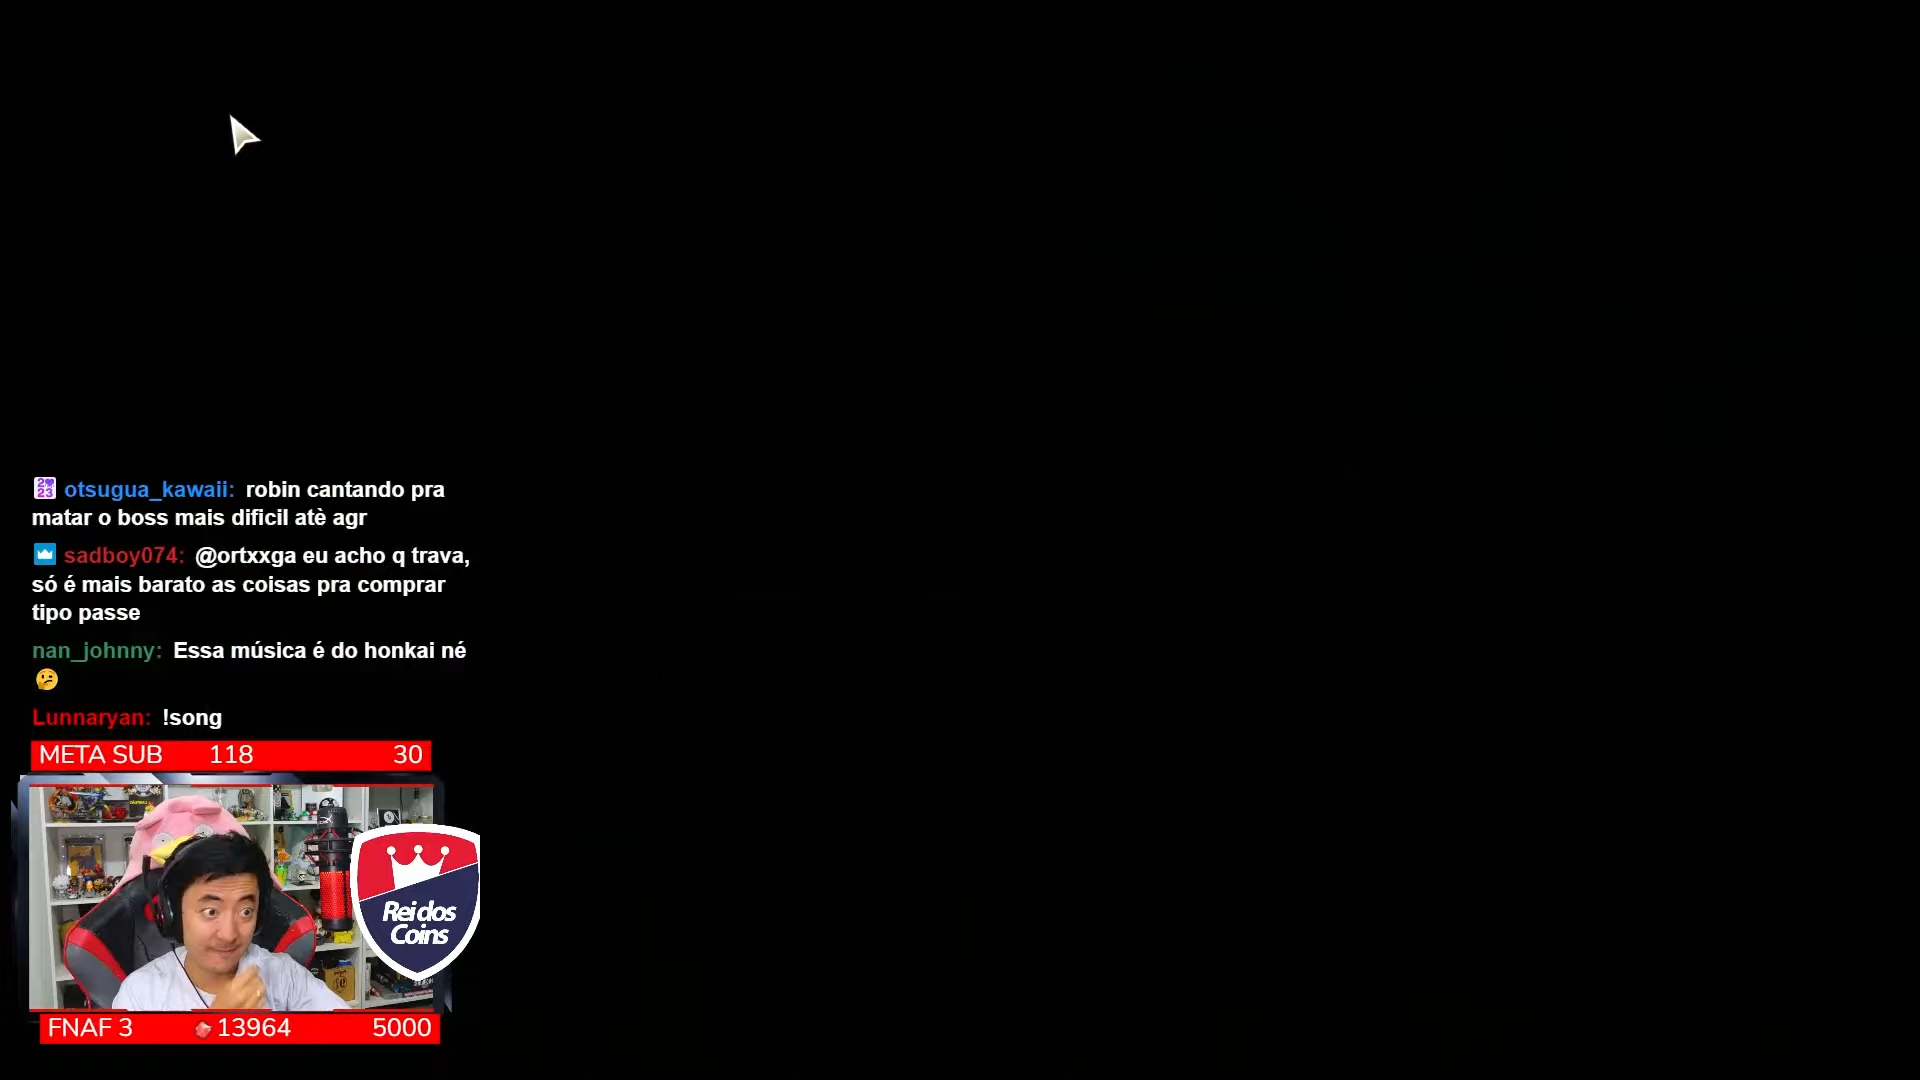 otsugua_kawaii: robin cantando pra
matar o boss mais dificil atè agr
sadboy074: @ortxxga eu acho q trava,
só é mais barato as coisas pra comprar
tipo passe
nan_johnny: Essa música é do honkai né
🤔
Lunnaryan: !song
META SUB 118 30
Rei dos
Coins
FNAF 3 13964 5000